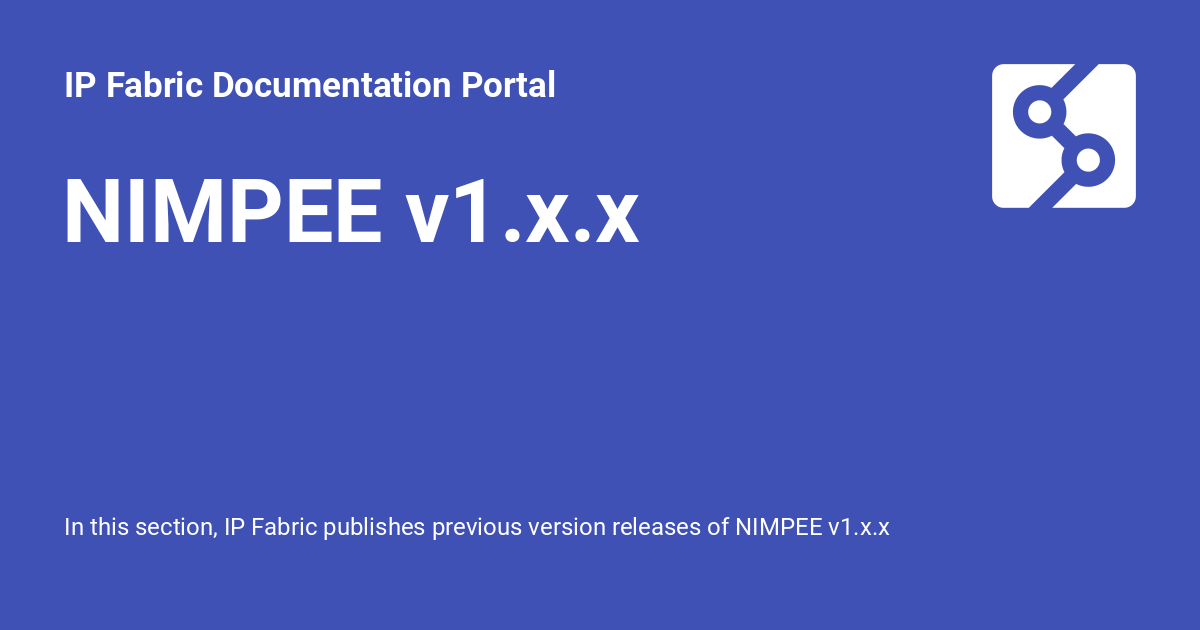 IP Fabric Documentation Portal
NIMPEE v1.x.x
In this section, IP Fabric publishes previous version releases of NIMPEE v1.x.x